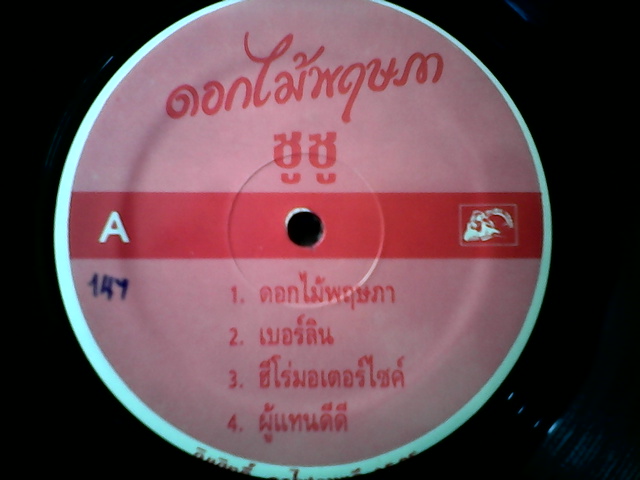 ดอกไม้พฤษภา
ซูซู
A
147
1. ดอกไม้พฤษภา
2. เบอร์ลิน
3. ฮีโร่มอเตอร์ไซค์
4. ผู้แทนดีดี